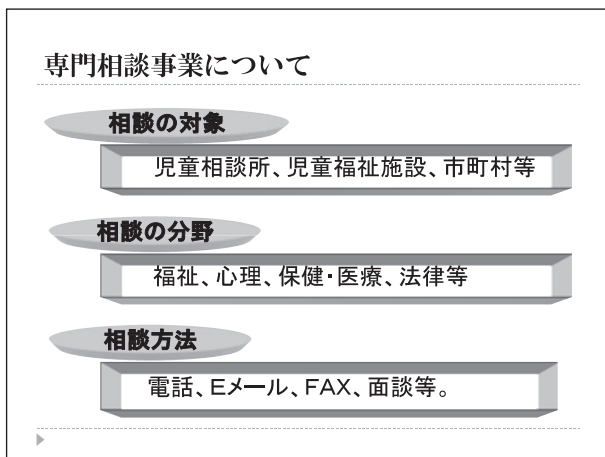 専門相談事業について
相談の対象
児童相談所、児童福祉施設、市町村等
相談の分野
福祉、心理、保健・医療、法律等
相談方法
電話、Eメール、FAX、面談等。